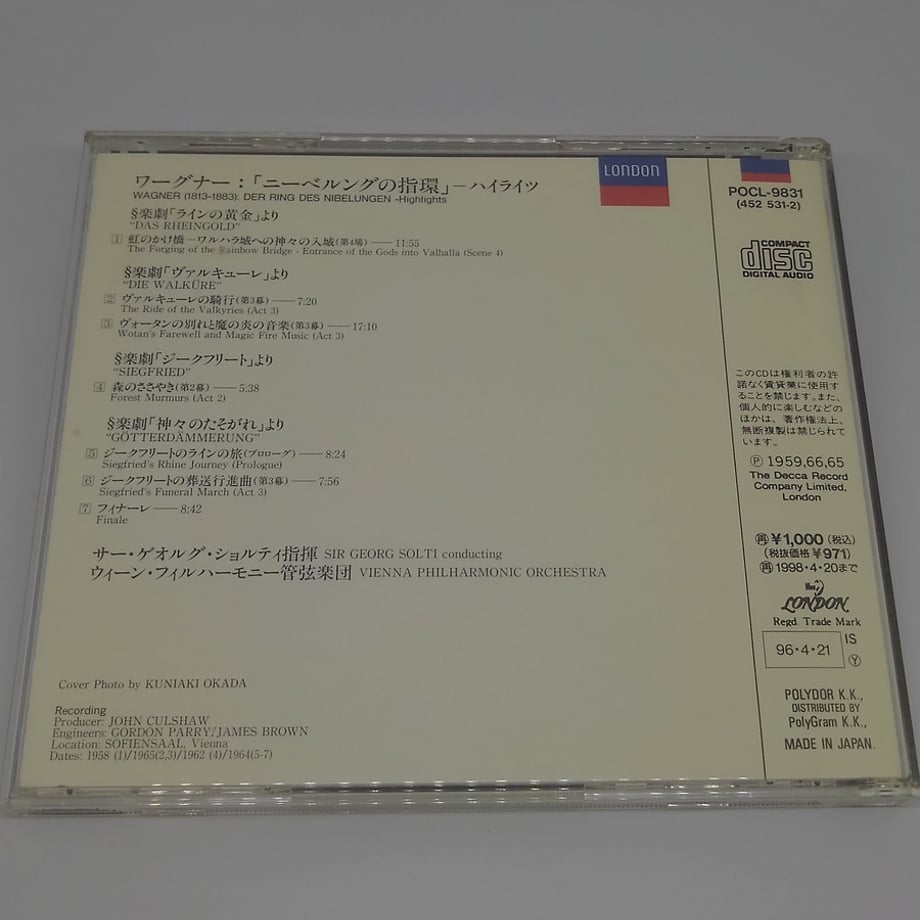 ワーグナー:「ニーベルングの指環」－ハイライツ
WAGNER (1813-1883): DER RING DES NIBELUNGEN -Highlights
§楽劇「ラインの黄金」より
"DAS RHEINGOLD"
1 虹のかけ橋－ワルハラ城への神々の入城(第4場)――11:55
The Forging of the Rainbow Bridge - Entrance of the Gods into Valhalla (Scene 4)
§楽劇「ヴァルキューレ」より
"DIE WALKÜRE"
2 ヴァルキューレの騎行(第3幕)――7:20
The Ride of the Valkyries (Act 3)
3 ヴォータンの別れと魔の炎の音楽(第3幕)――17:10
Wotan's Farewell and Magic Fire Music (Act 3)
§楽劇「ジークフリート」より
"SIEGFRIED"
4 森のささやき(第2幕)――5:38
Forest Murmurs (Act 2)
§楽劇「神々のたそがれ」より
"GÖTTERDÄMMERUNG"
5 ジークフリートのラインの旅(プロローグ)――8:24
Siegfried's Rhine Journey (Prologue)
6 ジークフリートの葬送行進曲(第3幕)――7:56
Siegfried's Funeral March (Act 3)
7 フィナーレ――8:42
Finale
サー・ゲオルグ・ショルティ指揮 SIR GEORG SOLTI conducting
ウィーン・フィルハーモニー管弦楽団 VIENNA PHILHARMONIC ORCHESTRA
Cover Photo by KUNIAKI OKADA
Recording
Producer: JOHN CULSHAW
Engineers: GORDON PARRY/JAMES BROWN
Location: SOFIENSAAL, Vienna
Dates: 1958 (1)/1965(2,3)/1962 (4)/1964(5-7)
LONDON
POCL-9831
(452 531-2)
COMPACT
disc
DIGITAL AUDIO
このCDは権利者の許
諾なく賃貸業に使用す
ることを禁じます。また、
個人的に楽しむなどの
ほかは、著作権法上、
無断複製は禁じられて
います。
Ⓟ 1959,66,65
The Decca Record
Company Limited,
London
㊐¥1,000(税込)
(税抜価格¥971)
1998・4・20まで
LONDON
Regd. Trade Mark
96・4・21
IS
Ⓨ
POLYDOR K.K.,
DISTRIBUTED BY
PolyGram K.K.,
MADE IN JAPAN.